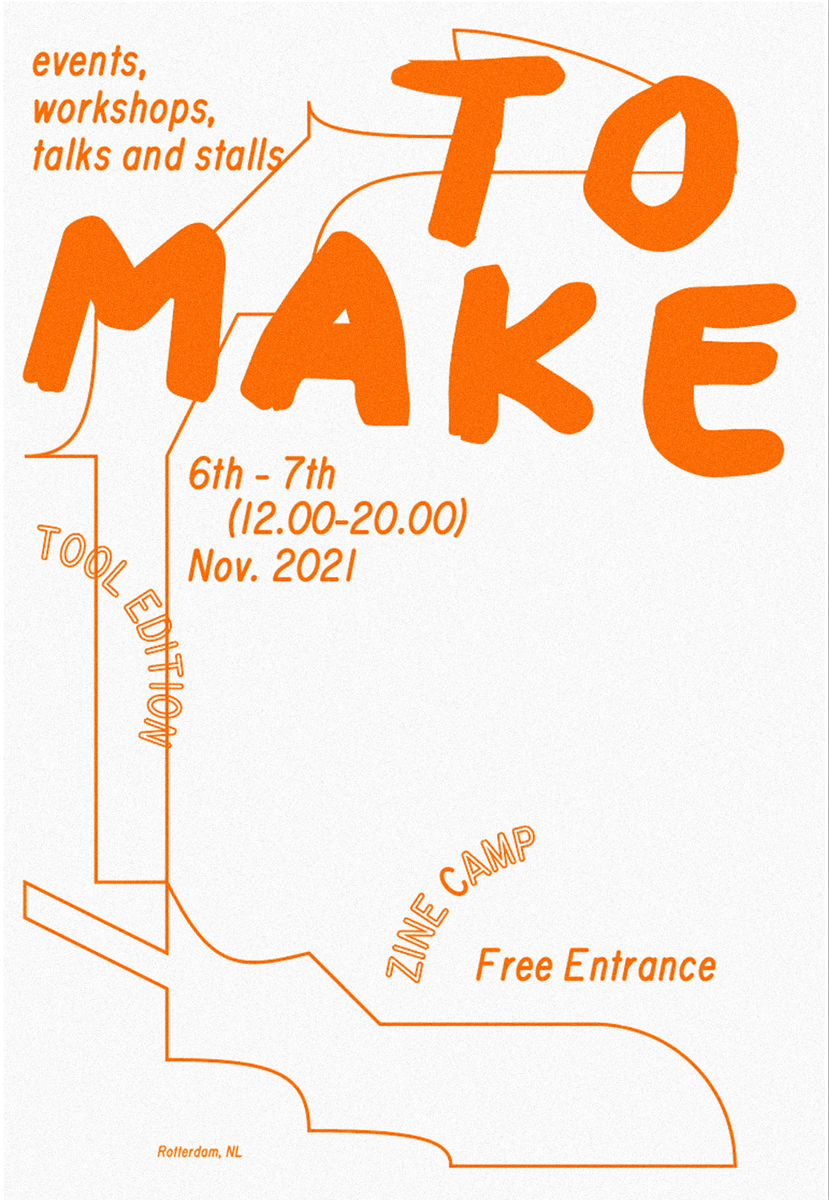 events,
workshops,
talks and stalls
TO
MAKE
6th - 7th
(12.00-20.00)
Nov. 2021
TOOL EDITION
ZINE CAMP
Free Entrance
Rotterdam, NL